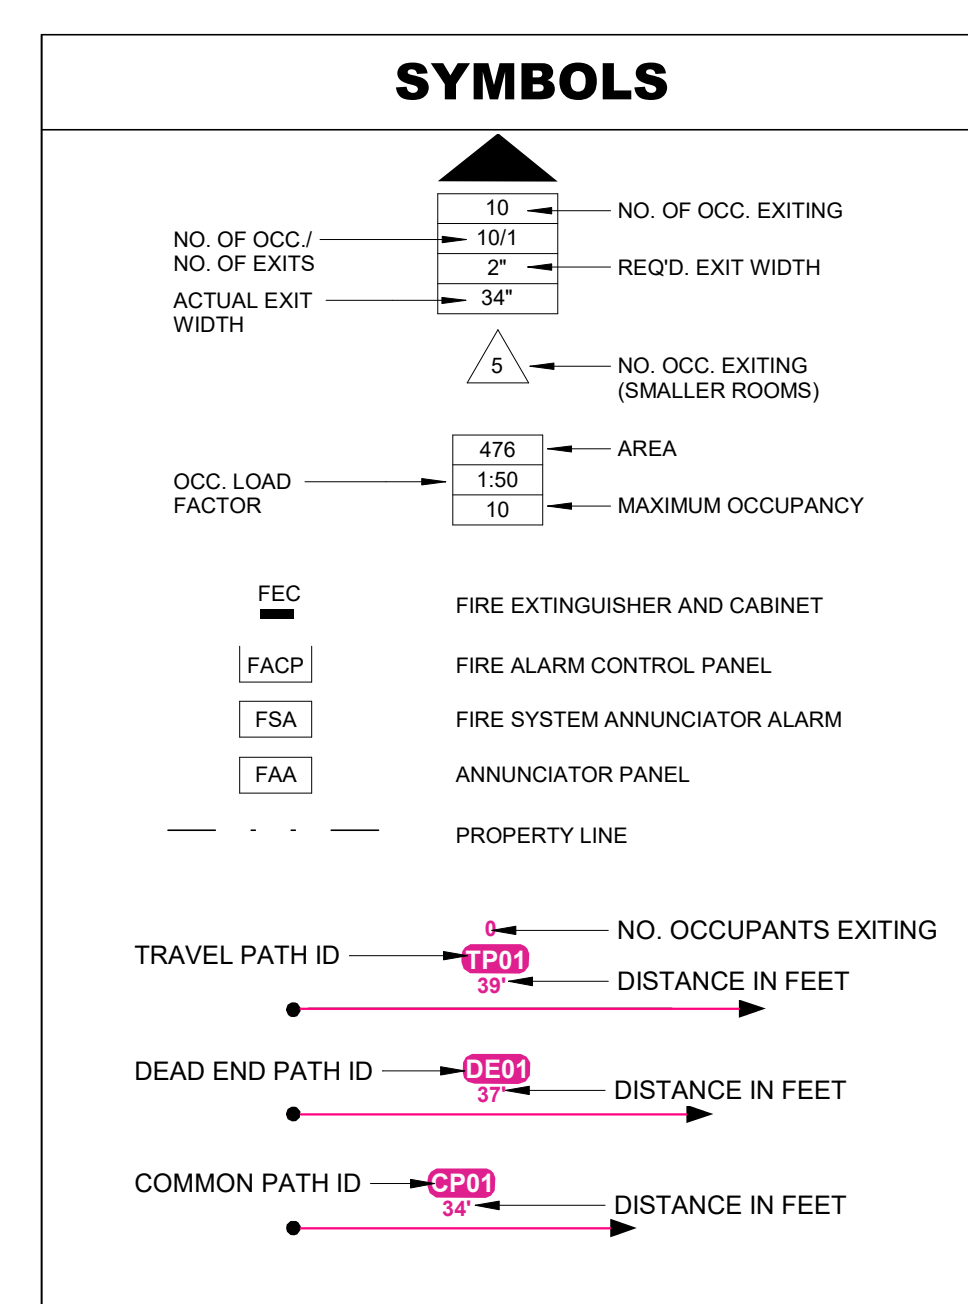 SYMBOLS
10
NO. OF OCC. EXITING
NO. OF OCC./
NO. OF EXITS
10/1
2"
REQ'D. EXIT WIDTH
ACTUAL EXIT
WIDTH
34"
5
NO. OCC. EXITING
(SMALLER ROOMS)
476
AREA
OCC. LOAD
FACTOR
1:50
10
MAXIMUM OCCUPANCY
FEC
FIRE EXTINGUISHER AND CABINET
FACP
FIRE ALARM CONTROL PANEL
FSA
FIRE SYSTEM ANNUNCIATOR ALARM
FAA
ANNUNCIATOR PANEL
PROPERTY LINE
0
NO. OCCUPANTS EXITING
TRAVEL PATH ID
TP01
39'
DISTANCE IN FEET
DEAD END PATH ID
DE01
37'
DISTANCE IN FEET
COMMON PATH ID
CP01
34'
DISTANCE IN FEET